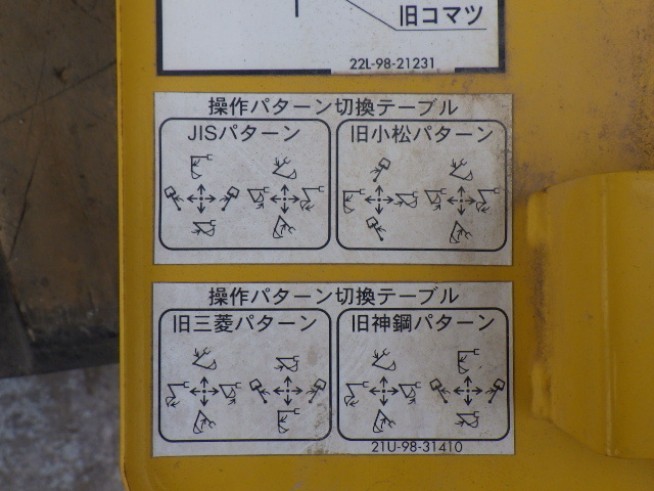 旧コマツ
22L-98-21231
操作パターン切換テーブル
JISパターン
旧小松パターン
操作パターン切換テーブル
旧三菱パターン
旧神鋼パターン
21U-98-31410